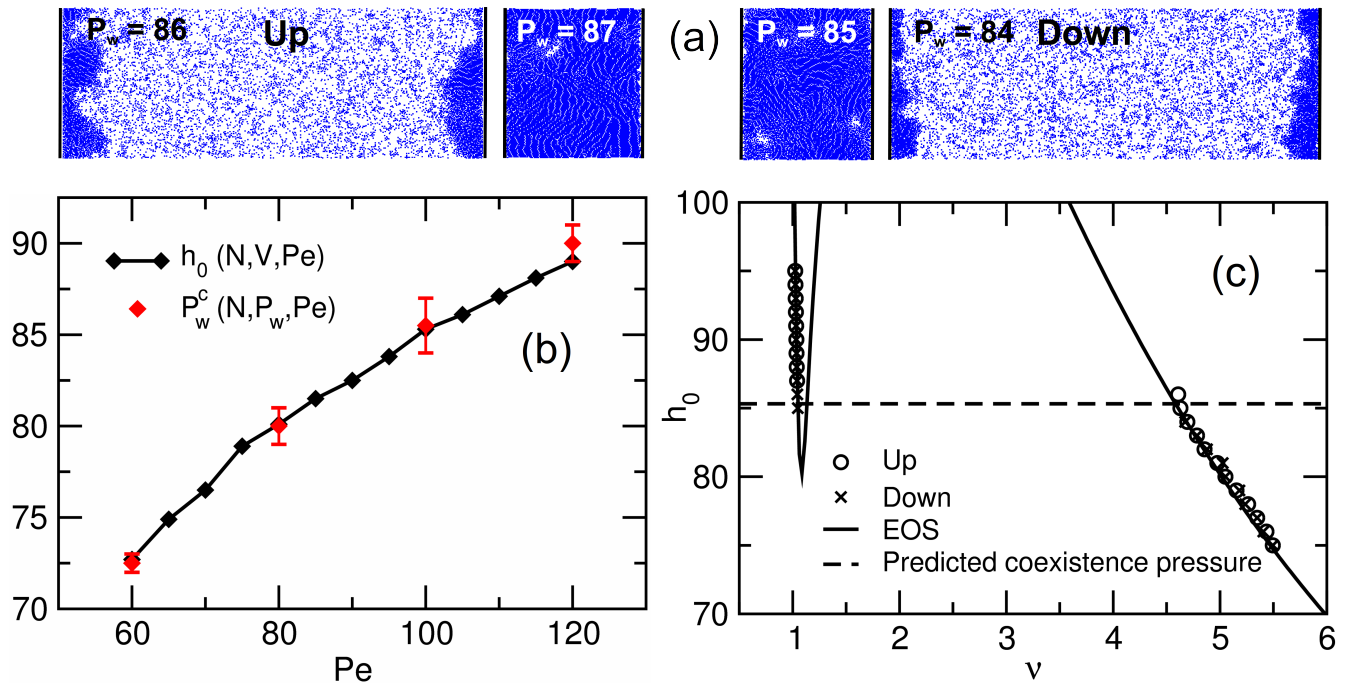 P_w = 86 Up
P_w = 87
(a)
P_w = 85
P_w = 84 Down
90
85
80
75
70
60 80 100 120
Pe
h_0 (N,V,Pe)
P_w^c (N,P_w,Pe)
(b)
100
90
80
70
h_0
1 2 3 4 5 6
ν
(c)
Up
Down
EOS
Predicted coexistence pressure